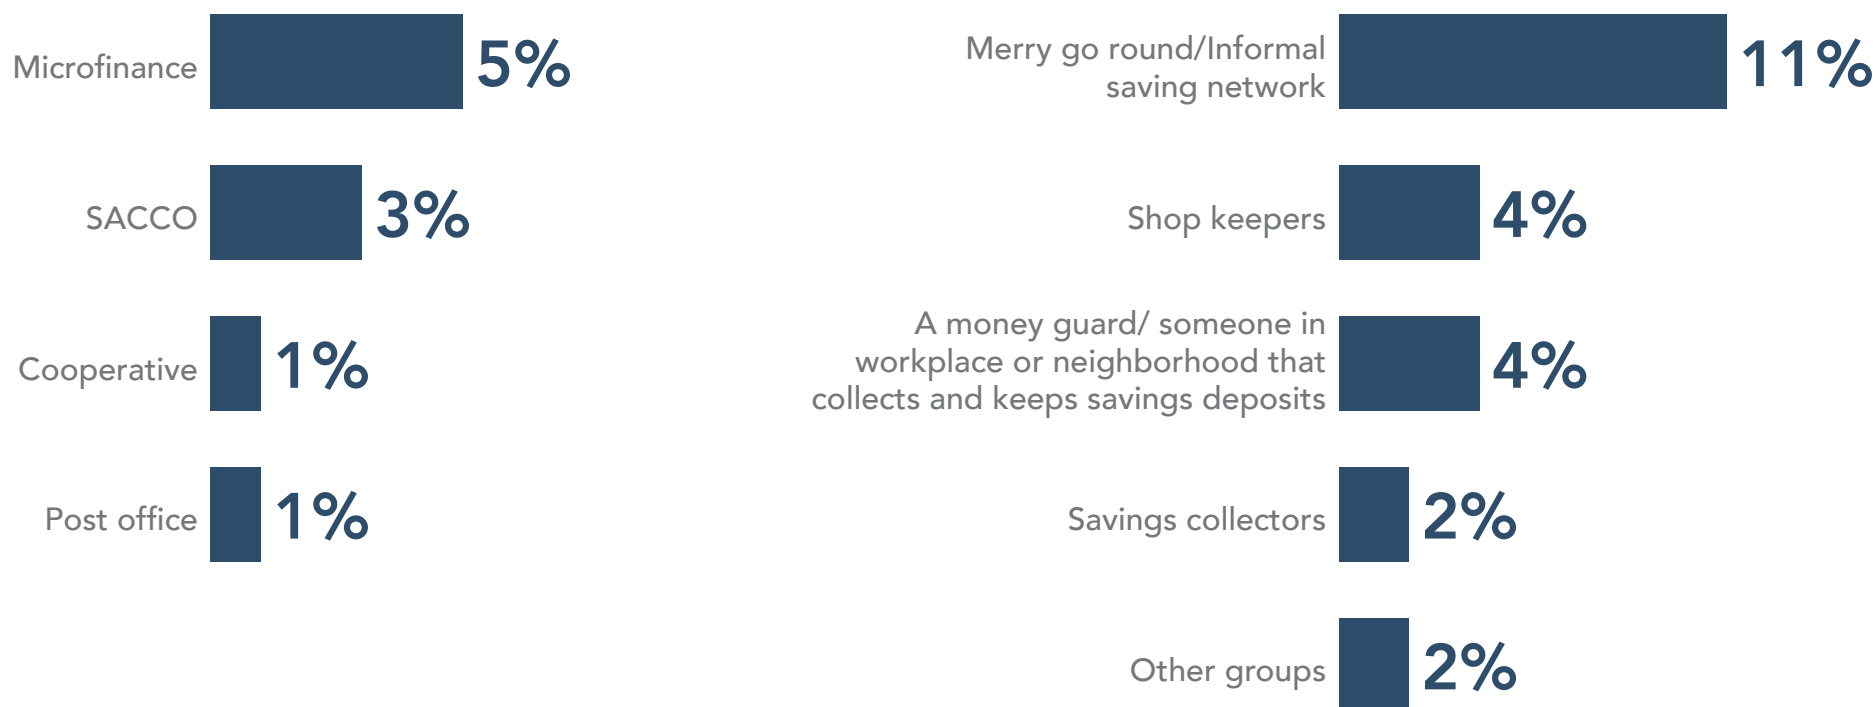 Microfinance 5%
SACCO 3%
Cooperative 1%
Post office 1%
Merry go round/Informal
saving network 11%
Shop keepers 4%
A money guard/ someone in
workplace or neighborhood that
collects and keeps savings deposits 4%
Savings collectors 2%
Other groups 2%